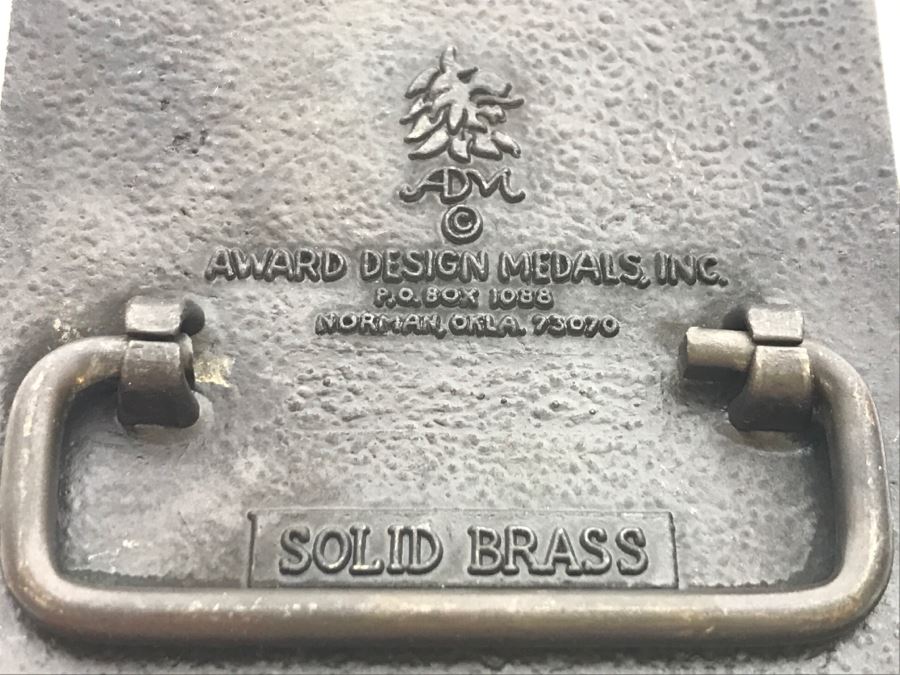 ADM
©
AWARD DESIGN MEDALS, INC.
P.O. BOX 1088
NORMAN, OKLA. 73070
SOLID BRASS